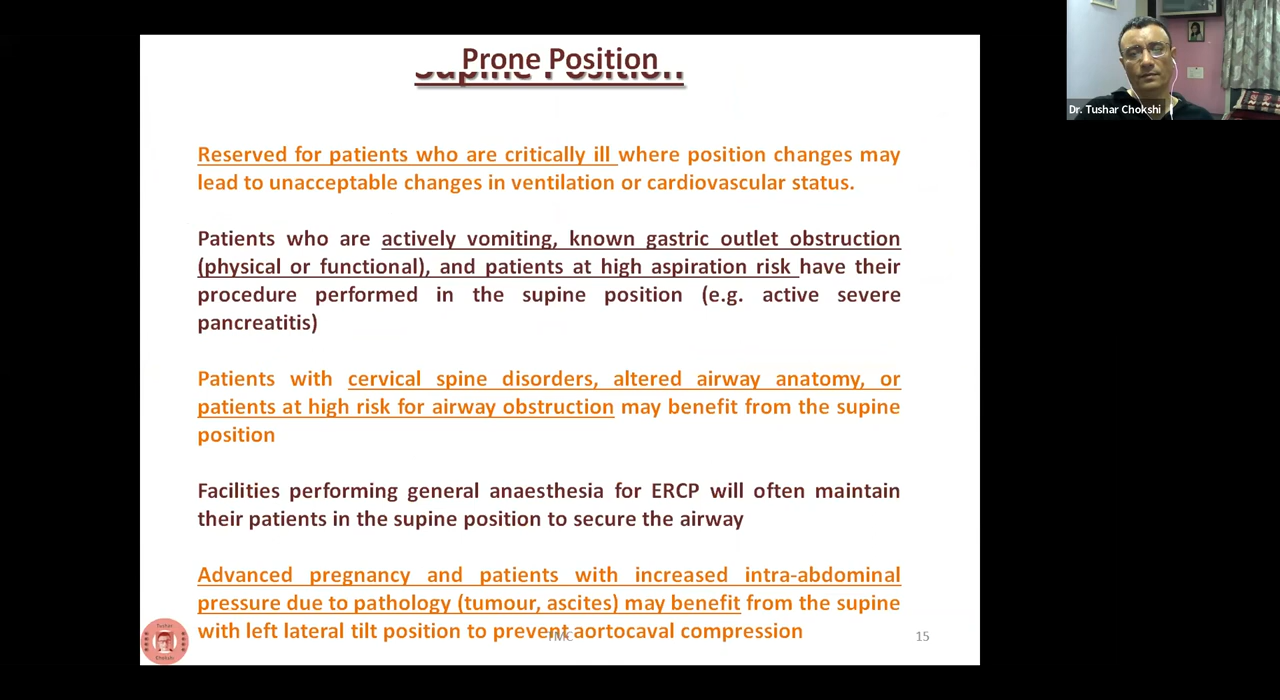 Prone Position
Supine Position
Dr. Tushar Chokshi
Reserved for patients who are critically ill where position changes may
lead to unacceptable changes in ventilation or cardiovascular status.
Patients who are actively vomiting, known gastric outlet obstruction
(physical or functional), and patients at high aspiration risk have their
procedure performed in the supine position (e.g. active severe
pancreatitis)
Patients with cervical spine disorders, altered airway anatomy, or
patients at high risk for airway obstruction may benefit from the supine
position
Facilities performing general anaesthesia for ERCP will often maintain
their patients in the supine position to secure the airway
Advanced pregnancy and patients with increased intra-abdominal
pressure due to pathology (tumour, ascites) may benefit from the supine
with left lateral tilt position to prevent aortocaval compression
Tushar
Chokshi
TMC
15